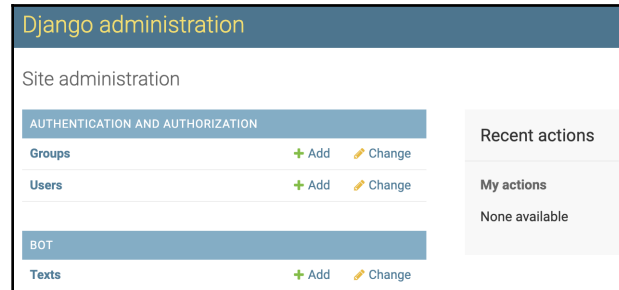 Django administration
Site administration
AUTHENTICATION AND AUTHORIZATION
Groups + Add Change
Users + Add Change
BOT
Texts + Add Change
Recent actions
My actions
None available